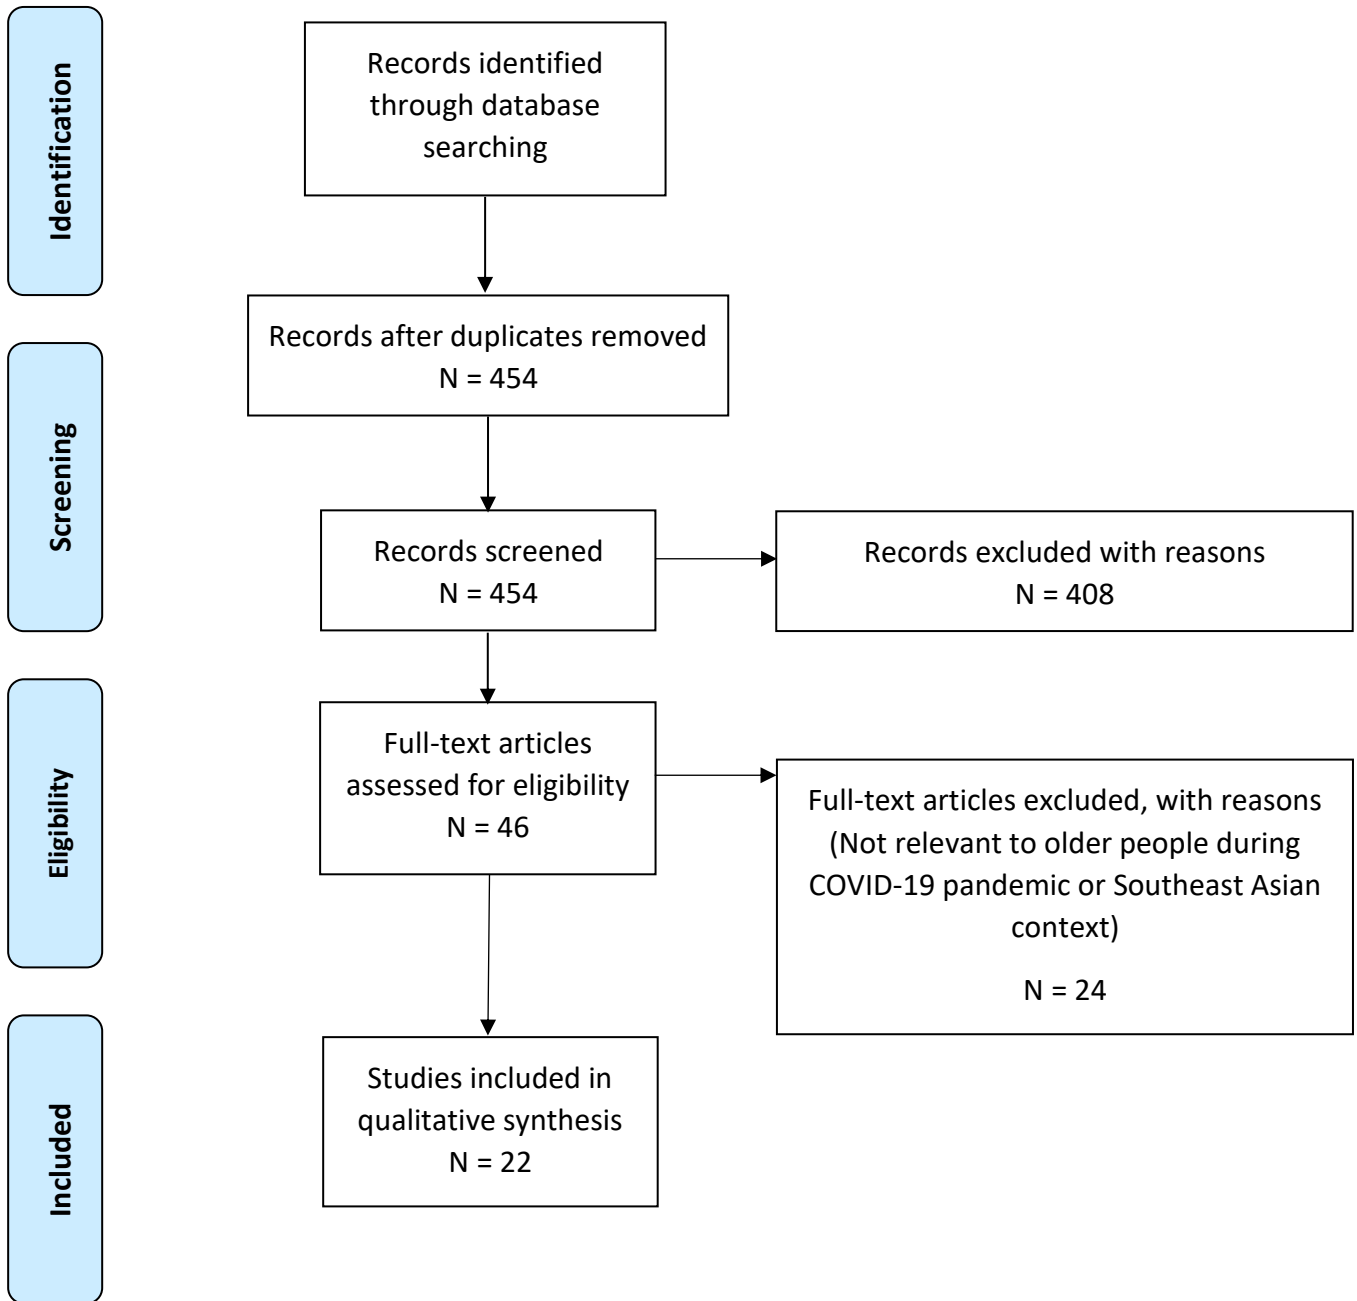 Identification
Records identified
through database
searching
Records after duplicates removed
N = 454
Screening
Records screened
N = 454
Records excluded with reasons
N = 408
Eligibility
Full-text articles
assessed for eligibility
N = 46
Full-text articles excluded, with reasons
(Not relevant to older people during
COVID-19 pandemic or Southeast Asian
context)
N = 24
Included
Studies included in
qualitative synthesis
N = 22